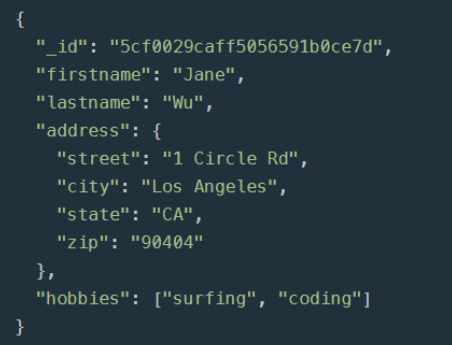 {
  "_id": "5cf0029caff5056591b0ce7d",
  "firstname": "Jane",
  "lastname": "Wu",
  "address": {
    "street": "1 Circle Rd",
    "city": "Los Angeles",
    "state": "CA",
    "zip": "90404"
  },
  "hobbies": ["surfing", "coding"]
}